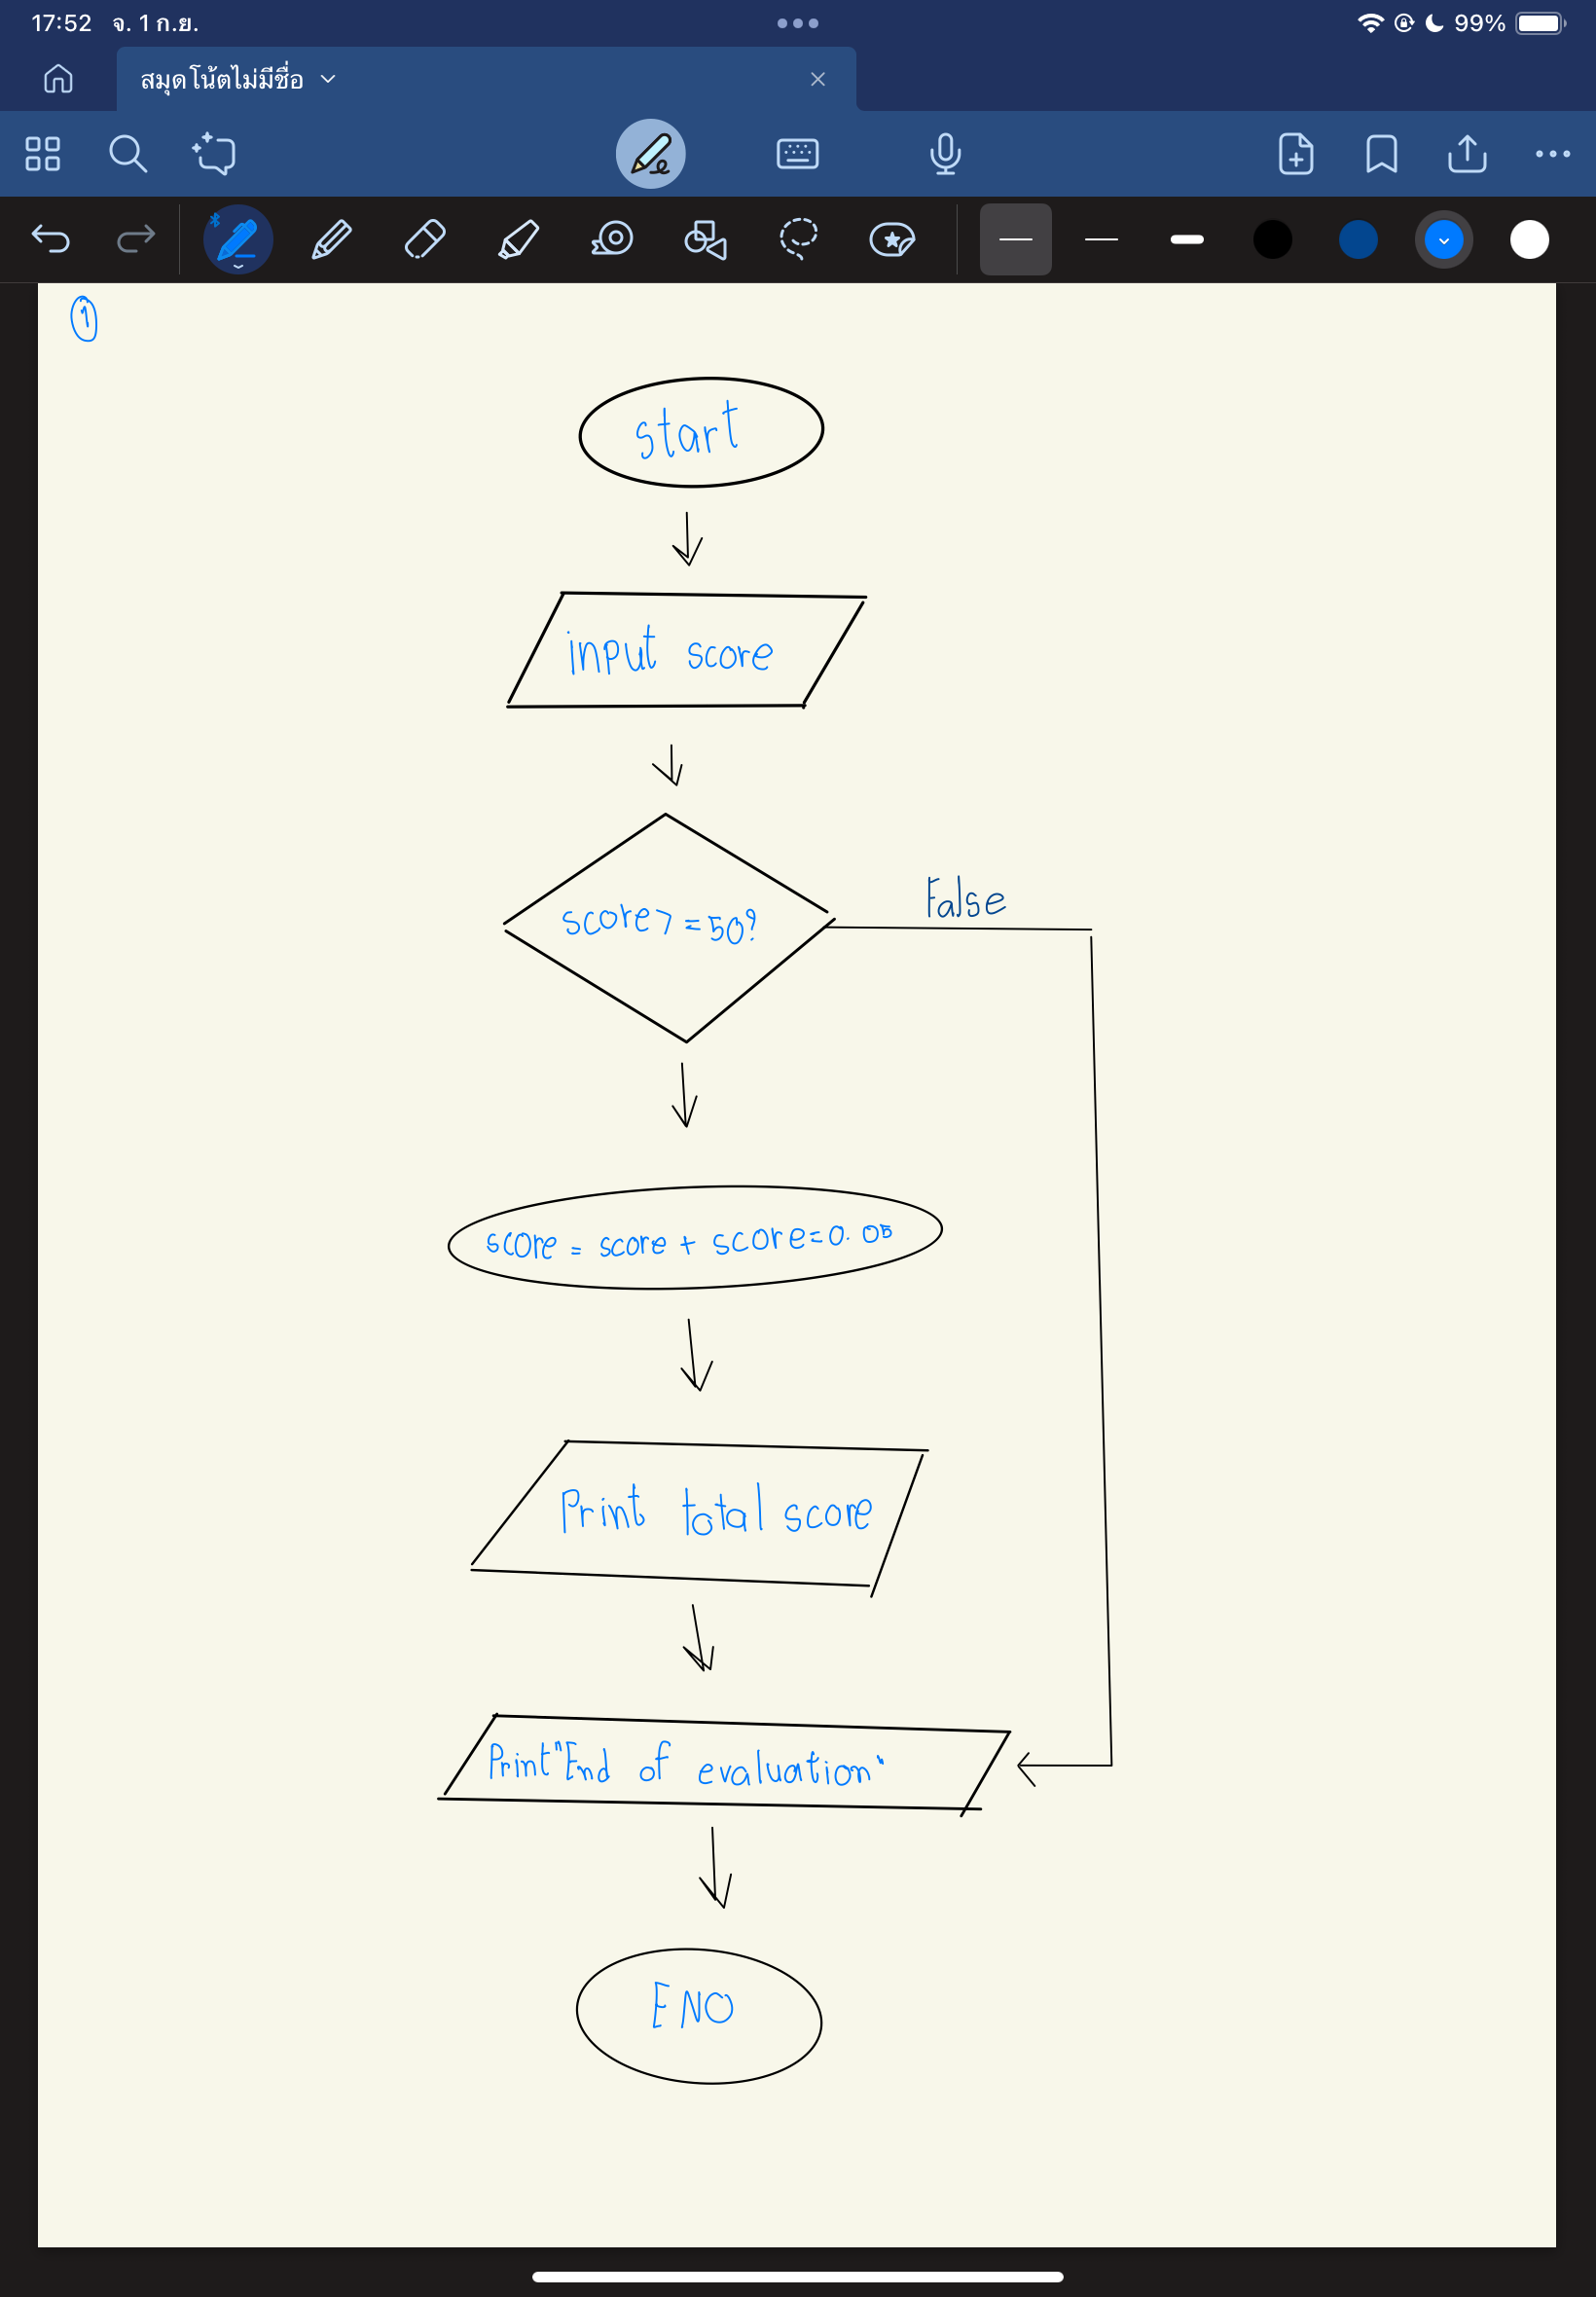 17:52 จ. 1 ก.ย.
99%
สมุดโน้ตไม่มีชื่อ
1
start
input score
score>=50?
False
score = score + score=0.05
Print total score
Print"End of evaluation"
END